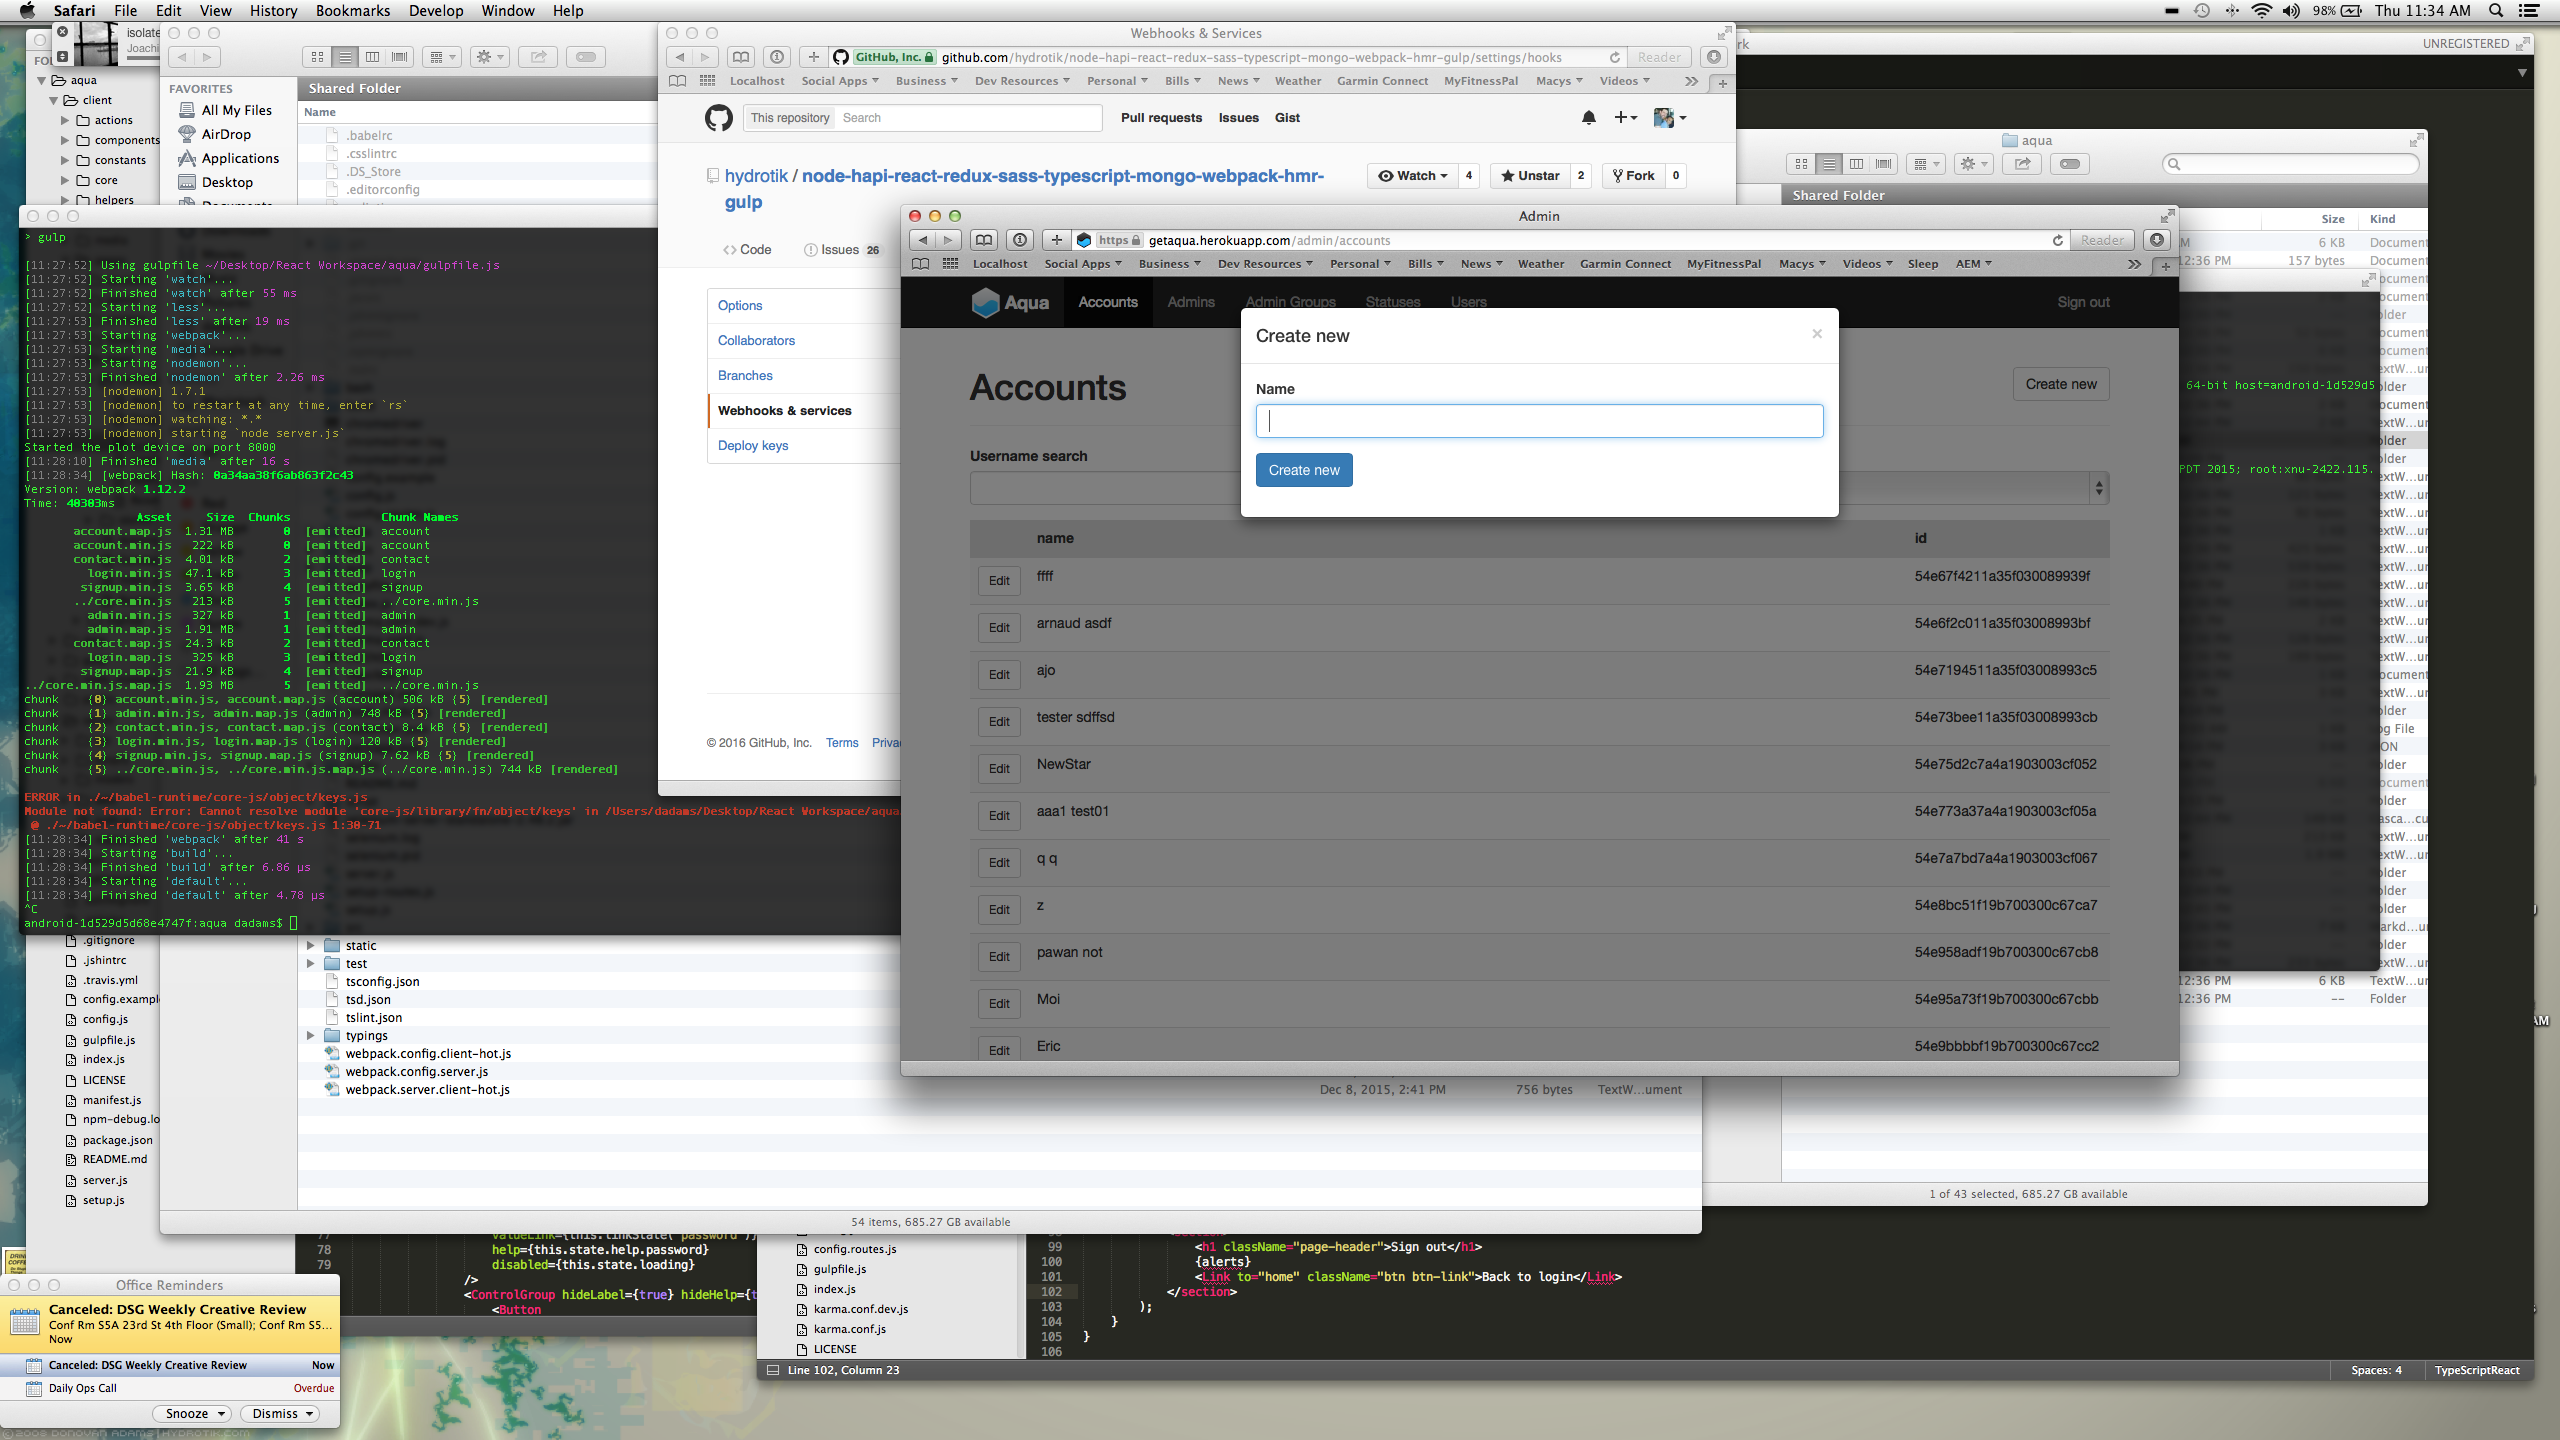 Safari File Edit View History Bookmarks Develop Window Help
98% Thu 11:34 AM
isolate
Joachi
aqua
client
actions
components
constants
core
helpers
.gitignore
.jshintrc
.travis.yml
config.exampl
config.js
gulpfile.js
index.js
LICENSE
manifest.js
npm-debug.lo
package.json
README.md
server.js
setup.js
FAVORITES
All My Files
AirDrop
Applications
Desktop
Shared Folder
Name
.babelrc
.csslintrc
.DS_Store
.editorconfig
static
test
tsconfig.json
tsd.json
tslint.json
typings
webpack.config.client-hot.js
webpack.config.server.js
webpack.server.client-hot.js
Dec 8, 2015, 2:41 PM 756 bytes TextW...ument
54 items, 685.27 GB available
Webhooks & Services
GitHub, Inc. github.com/hydrotik/node-hapi-react-redux-sass-typescript-mongo-webpack-hmr-gulp/settings/hooks Reader
Localhost Social Apps Business Dev Resources Personal Bills News Weather Garmin Connect MyFitnessPal Macys Videos
This repository Search Pull requests Issues Gist
hydrotik / node-hapi-react-redux-sass-typescript-mongo-webpack-hmr-
gulp
Watch 4 Unstar 2 Fork 0
Code Issues 26
Options
Collaborators
Branches
Webhooks & services
Deploy keys
© 2016 GitHub, Inc. Terms Priva
> gulp
[11:27:52] Using gulpfile ~/Desktop/React Workspace/aqua/gulpfile.js
[11:27:52] Starting 'watch'...
[11:27:52] Finished 'watch' after 55 ms
[11:27:52] Starting 'less'...
[11:27:53] Finished 'less' after 19 ms
[11:27:53] Starting 'webpack'...
[11:27:53] Starting 'media'...
[11:27:53] Starting 'nodemon'...
[11:27:53] Finished 'nodemon' after 2.26 ms
[11:27:53] [nodemon] 1.7.1
[11:27:53] [nodemon] to restart at any time, enter `rs`
[11:27:53] [nodemon] watching: *.*
[11:27:53] [nodemon] starting `node server.js`
Started the plot device on port 8000
[11:28:10] Finished 'media' after 16 s
[11:28:34] [webpack] Hash: 0a34aa38f6ab863f2c43
Version: webpack 1.12.2
Time: 40303ms
Asset Size Chunks Chunk Names
account.map.js 1.31 MB 0 [emitted] account
account.min.js 222 kB 0 [emitted] account
contact.min.js 4.01 kB 2 [emitted] contact
login.min.js 47.1 kB 3 [emitted] login
signup.min.js 3.65 kB 4 [emitted] signup
../core.min.js 213 kB 5 [emitted] ../core.min.js
admin.min.js 327 kB 1 [emitted] admin
admin.map.js 1.91 MB 1 [emitted] admin
contact.map.js 24.3 kB 2 [emitted] contact
login.map.js 325 kB 3 [emitted] login
signup.map.js 21.9 kB 4 [emitted] signup
../core.min.js.map.js 1.93 MB 5 [emitted] ../core.min.js
chunk {0} account.min.js, account.map.js (account) 506 kB {5} [rendered]
chunk {1} admin.min.js, admin.map.js (admin) 748 kB {5} [rendered]
chunk {2} contact.min.js, contact.map.js (contact) 8.4 kB {5} [rendered]
chunk {3} login.min.js, login.map.js (login) 120 kB {5} [rendered]
chunk {4} signup.min.js, signup.map.js (signup) 7.62 kB {5} [rendered]
chunk {5} ../core.min.js, ../core.min.js.map.js (../core.min.js) 744 kB [rendered]
ERROR in ./~/babel-runtime/core-js/object/keys.js
Module not found: Error: Cannot resolve module 'core-js/library/fn/object/keys' in /Users/dadams/Desktop/React Workspace/aqua
@ ./~/babel-runtime/core-js/object/keys.js 1:30-71
[11:28:34] Finished 'webpack' after 41 s
[11:28:34] Starting 'build'...
[11:28:34] Finished 'build' after 6.86 μs
[11:28:34] Starting 'default'...
[11:28:34] Finished 'default' after 4.78 μs
^C
android-1d529d5d68e4747f:aqua dadams$
Admin
https getaqua.herokuapp.com/admin/accounts Reader
Localhost Social Apps Business Dev Resources Personal Bills News Weather Garmin Connect MyFitnessPal Macys Videos Sleep AEM
Aqua Accounts Admins Admin Groups Statuses Users Sign out
Create new ×
Name
Create new
Accounts
Create new
Username search
name id
Edit ffff 54e67f4211a35f030089939f
Edit arnaud asdf 54e6f2c011a35f03008993bf
Edit ajo 54e7194511a35f03008993c5
Edit tester sdffsd 54e73bee11a35f03008993cb
Edit NewStar 54e75d2c7a4a1903003cf052
Edit aaa1 test01 54e773a37a4a1903003cf05a
Edit q q 54e7a7bd7a4a1903003cf067
Edit z 54e8bc51f19b700300c67ca7
Edit pawan not 54e958adf19b700300c67cb8
Edit Moi 54e95a73f19b700300c67cbb
Edit Eric 54e9bbbbf19b700300c67cc2
UNREGISTERED
aqua
Shared Folder
Size Kind
6 KB Document
12:36 PM 157 bytes Document
64-bit host=android-1d529d5
PDT 2015; root:xnu-2422.115.
12:36 PM 6 KB TextW...ument
12:36 PM -- Folder
1 of 43 selected, 685.27 GB available
78 help={this.state.help.password}
79 disabled={this.state.loading}
/>
<ControlGroup hideLabel={true} hideHelp={t
<Button
config.routes.js
gulpfile.js
index.js
karma.conf.dev.js
karma.conf.js
LICENSE
99 <h1 className="page-header">Sign out</h1>
100 {alerts}
101 <Link to="home" className="btn btn-link">Back to login</Link>
102 </section>
103 );
104 }
105 }
106
Line 102, Column 23 Spaces: 4 TypeScriptReact
Office Reminders
Canceled: DSG Weekly Creative Review
Conf Rm S5A 23rd St 4th Floor (Small); Conf Rm S5...
Now
Canceled: DSG Weekly Creative Review Now
Daily Ops Call Overdue
Snooze Dismiss
©2008 DONOVAN ADAMS|HYDROTIK.COM